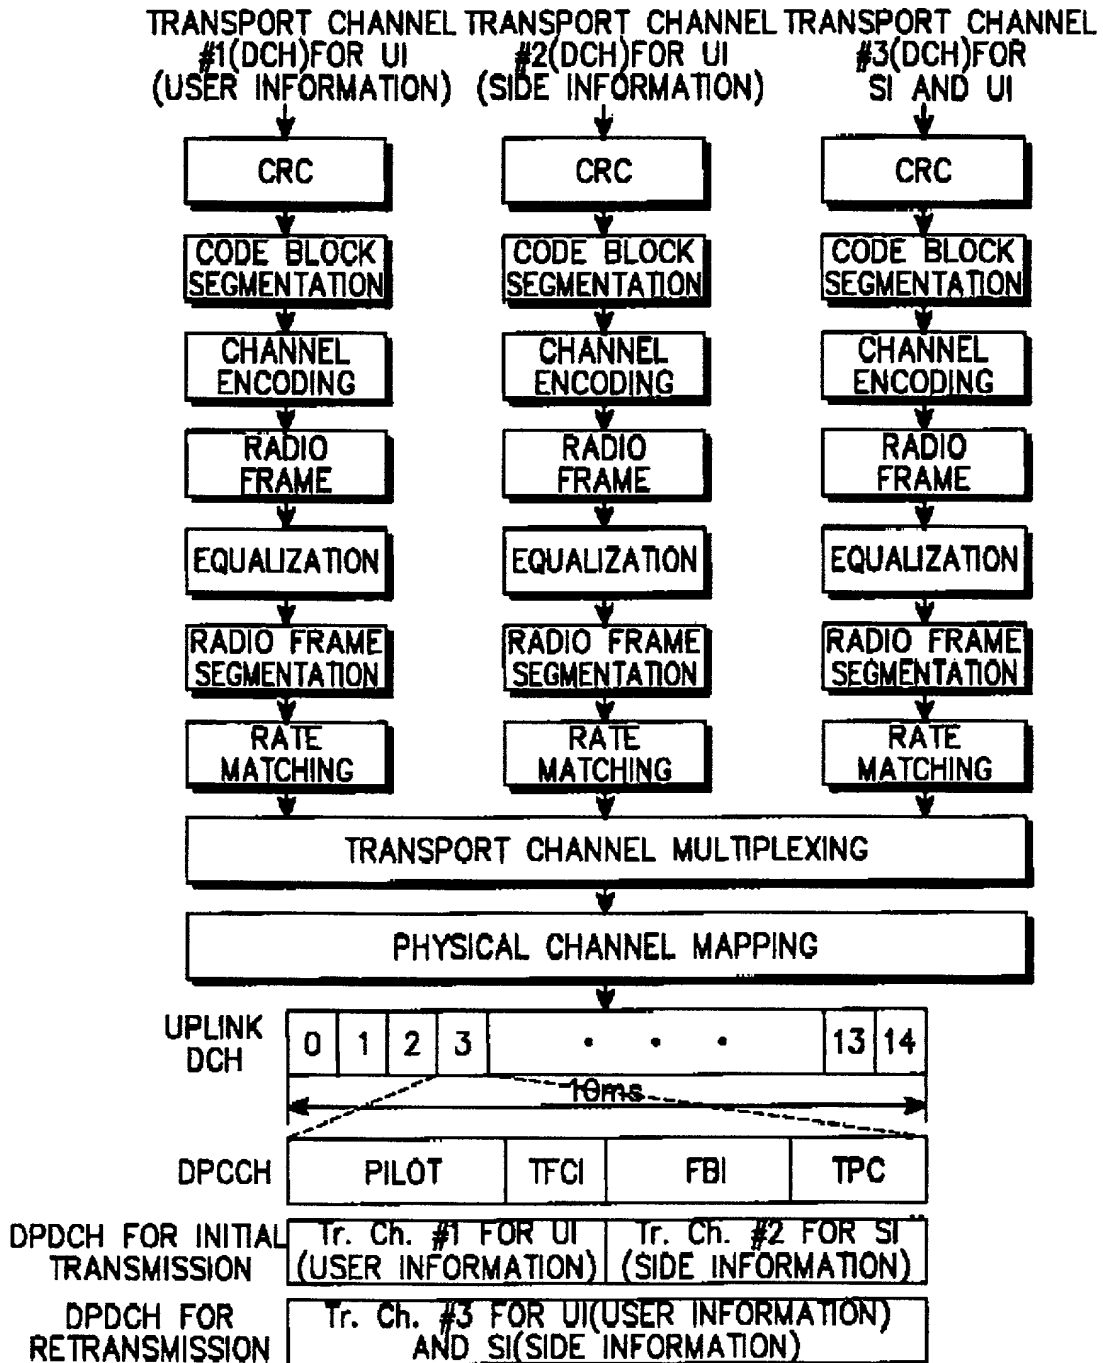 TRANSPORT CHANNEL TRANSPORT CHANNEL TRANSPORT CHANNEL
#1(DCH)FOR UI #2(DCH)FOR UI #3(DCH)FOR
(USER INFORMATION) (SIDE INFORMATION) SI AND UI
CRC CRC CRC
CODE BLOCK CODE BLOCK CODE BLOCK
SEGMENTATION SEGMENTATION SEGMENTATION
CHANNEL CHANNEL CHANNEL
ENCODING ENCODING ENCODING
RADIO RADIO RADIO
FRAME FRAME FRAME
EQUALIZATION EQUALIZATION EQUALIZATION
RADIO FRAME RADIO FRAME RADIO FRAME
SEGMENTATION SEGMENTATION SEGMENTATION
RATE RATE RATE
MATCHING MATCHING MATCHING
TRANSPORT CHANNEL MULTIPLEXING
PHYSICAL CHANNEL MAPPING
UPLINK
DCH
0 1 2 3 • • • 13 14
10ms
DPCCH PILOT TFCI FBI TPC
DPDCH FOR INITIAL
TRANSMISSION
Tr. Ch. #1 FOR UI
(USER INFORMATION)
Tr. Ch. #2 FOR SI
(SIDE INFORMATION)
DPDCH FOR
RETRANSMISSION
Tr. Ch. #3 FOR UI(USER INFORMATION)
AND SI(SIDE INFORMATION)